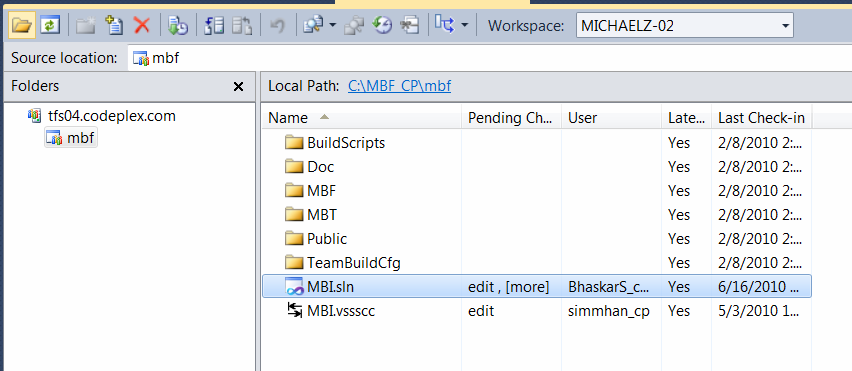 Workspace: MICHAELZ-02
Source location: mbf
Folders
Local Path: C:\MBF_CP\mbf
tfs04.codeplex.com
mbf
Name Pending Ch... User Late... Last Check-in
BuildScripts Yes 2/8/2010 2:...
Doc Yes 2/8/2010 2:...
MBF Yes 2/8/2010 2:...
MBT Yes 2/8/2010 2:...
Public Yes 2/8/2010 2:...
TeamBuildCfg Yes 2/8/2010 2:...
MBI.sln edit , [more] BhaskarS_c... Yes 6/16/2010 ...
MBI.vssscc edit simmhan_cp Yes 5/3/2010 1...